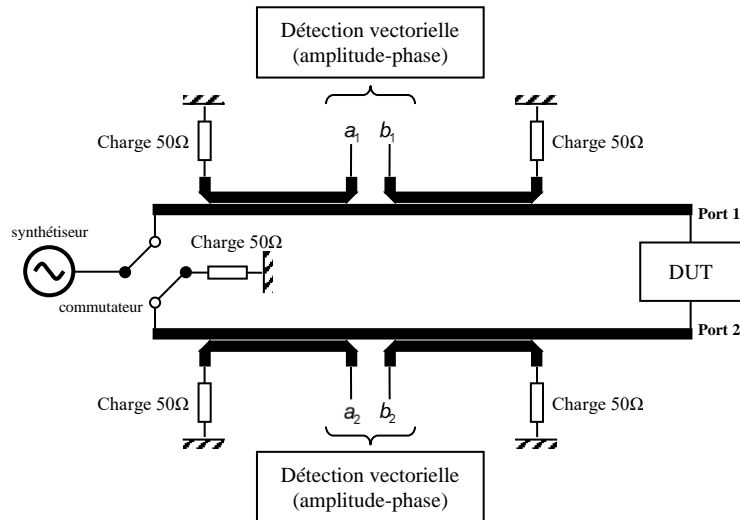 Détection vectorielle
(amplitude-phase)
Charge 50Ω
a1
b1
Charge 50Ω
Port 1
synthétiseur
Charge 50Ω
DUT
commutateur
Port 2
Charge 50Ω
a2
b2
Charge 50Ω
Détection vectorielle
(amplitude-phase)